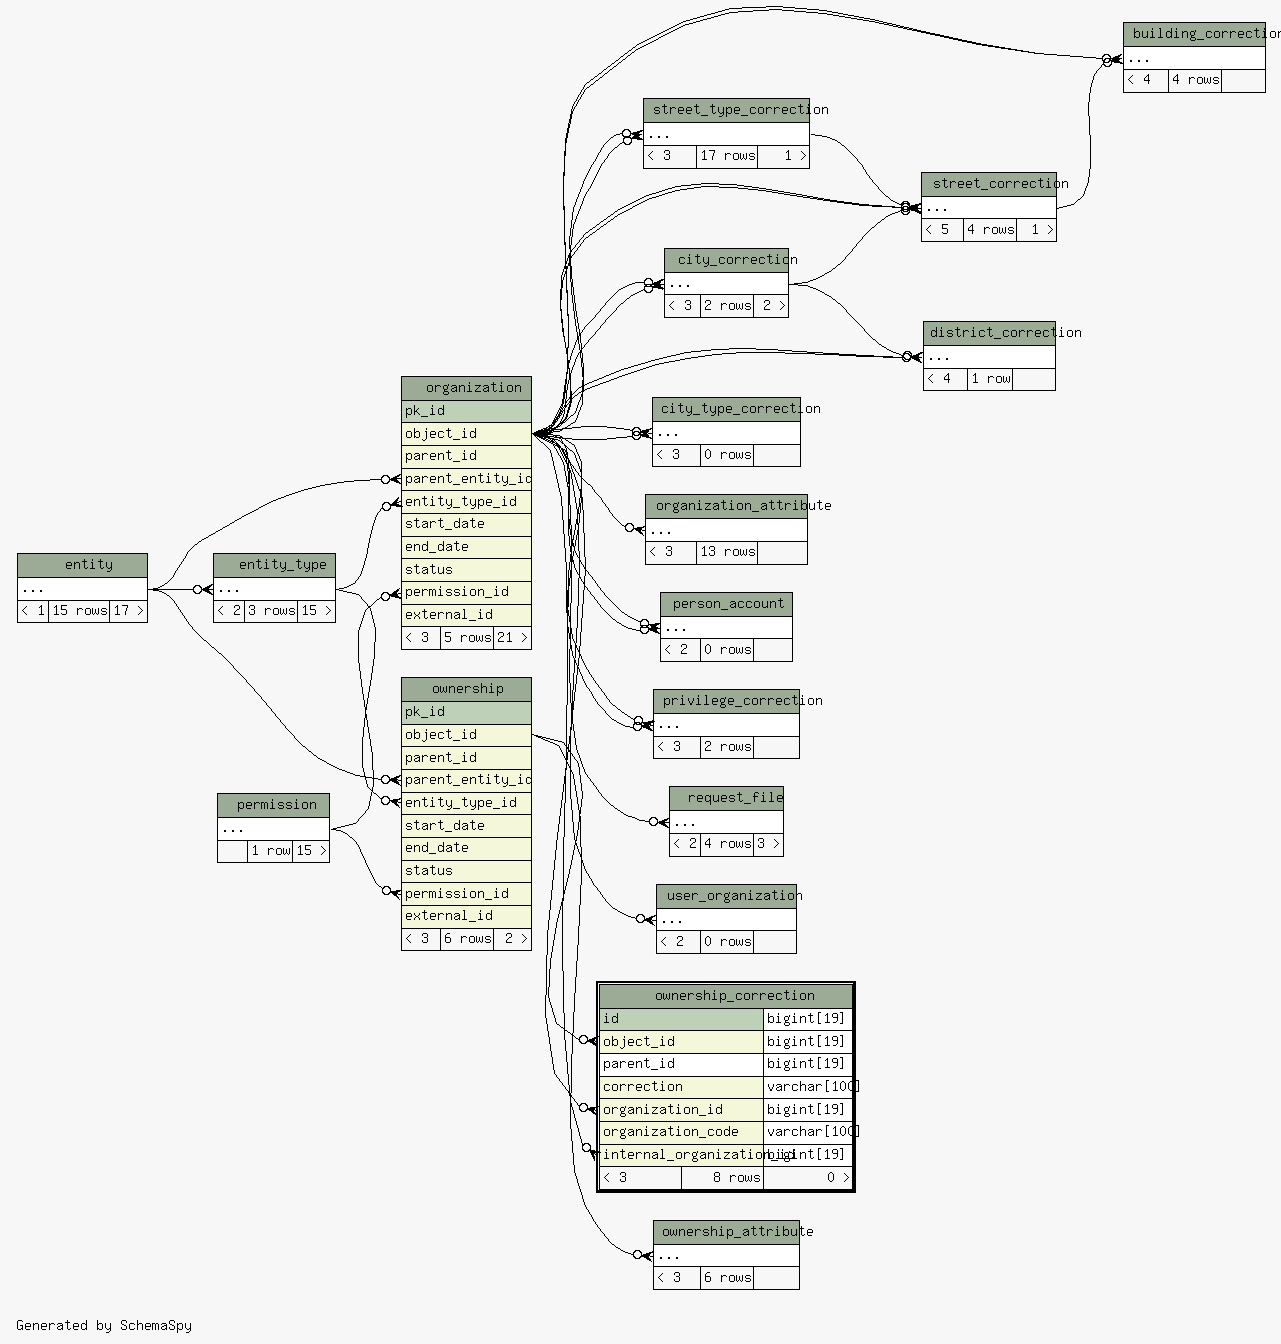 building_correction
...
< 4 4 rows
street_type_correction
...
< 3 17 rows 1 >
street_correction
...
< 5 4 rows 1 >
city_correction
...
< 3 2 rows 2 >
district_correction
...
< 4 1 row
organization
pk_id
object_id
parent_id
parent_entity_id
entity_type_id
start_date
end_date
status
permission_id
external_id
< 3 5 rows 21 >
city_type_correction
...
< 3 0 rows
organization_attribute
...
< 3 13 rows
entity
...
< 1 15 rows 17 >
entity_type
...
< 2 3 rows 15 >
person_account
...
< 2 0 rows
ownership
pk_id
object_id
parent_id
parent_entity_id
entity_type_id
start_date
end_date
status
permission_id
external_id
< 3 6 rows 2 >
privilege_correction
...
< 3 2 rows
permission
...
1 row 15 >
request_file
...
< 2 4 rows 3 >
user_organization
...
< 2 0 rows
ownership_correction
id bigint[19]
object_id bigint[19]
parent_id bigint[19]
correction varchar[100]
organization_id bigint[19]
organization_code varchar[100]
internal_organization_id bigint[19]
< 3 8 rows 0 >
ownership_attribute
...
< 3 6 rows
Generated by SchemaSpy